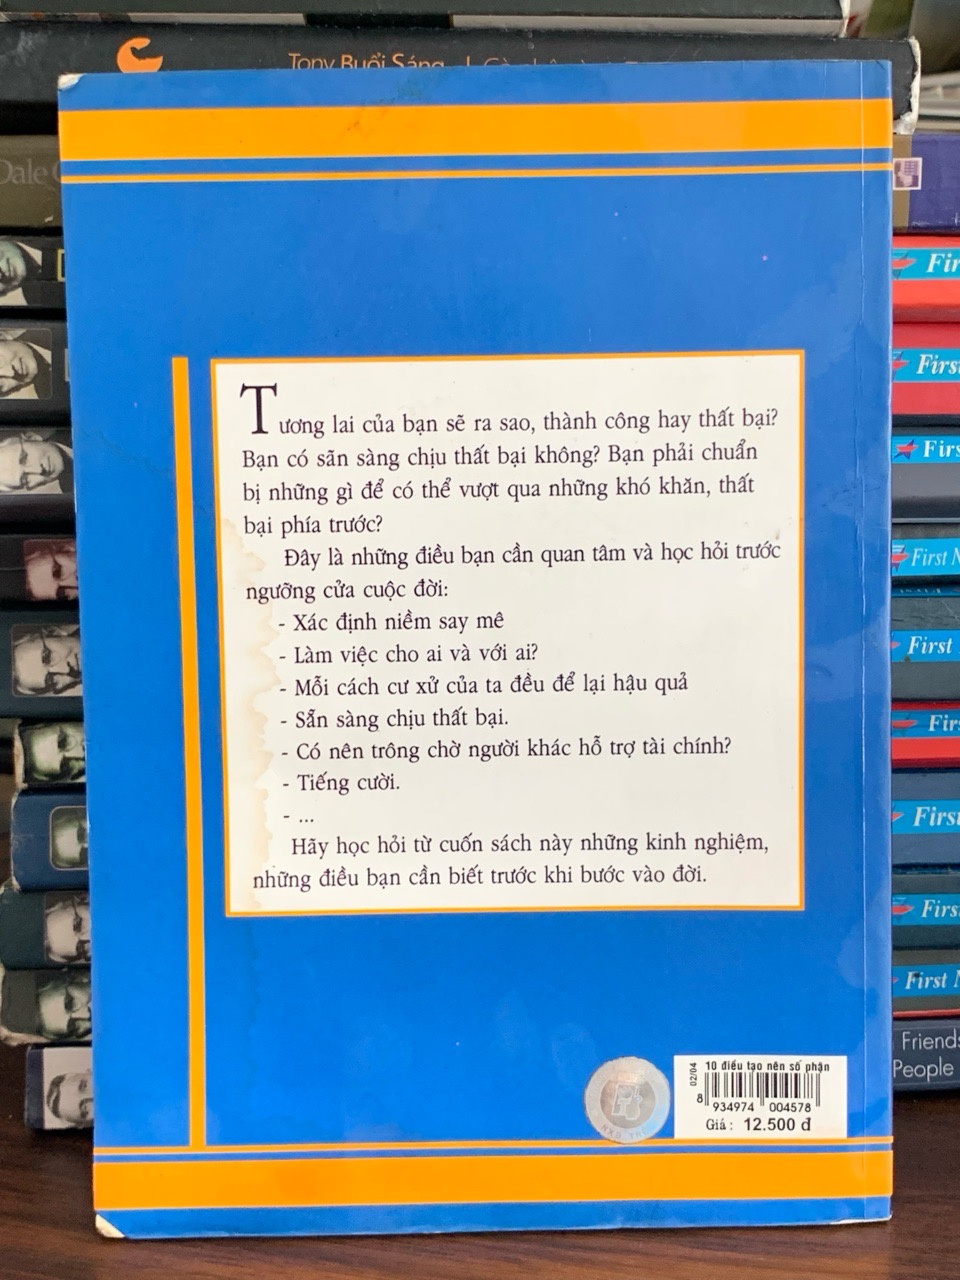 Tony Buổi Sáng
Dale
Tương lai của bạn sẽ ra sao, thành công hay thất bại?
Bạn có sẵn sàng chịu thất bại không? Bạn phải chuẩn
bị những gì để có thể vượt qua những khó khăn, thất
bại phía trước?
Đây là những điều bạn cần quan tâm và học hỏi trước
ngưỡng cửa cuộc đời:
- Xác định niềm say mê
- Làm việc cho ai và với ai?
- Mỗi cách cư xử của ta đều để lại hậu quả
- Sẵn sàng chịu thất bại.
- Có nên trông chờ người khác hỗ trợ tài chính?
- Tiếng cười.
- ...
Hãy học hỏi từ cuốn sách này những kinh nghiệm,
những điều bạn cần biết trước khi bước vào đời.
10 điều tạo nên số phận
02/04
8 934974 004578
Giá : 12.500 đ
First
First
First N
First
First
First
First N
Friends
People